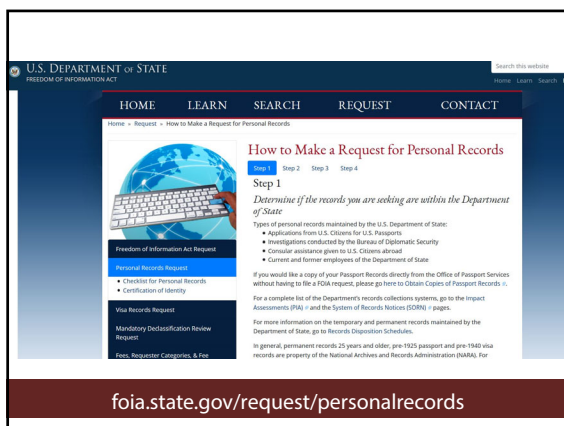 U.S. DEPARTMENT OF STATE
FREEDOM OF INFORMATION ACT
Search this website
Home Learn Search
HOME LEARN SEARCH REQUEST CONTACT
Home » Request » How to Make a Request for Personal Records
How to Make a Request for Personal Records
Step 1 Step 2 Step 3 Step 4
Step 1
Determine if the records you are seeking are within the Department
of State
Types of personal records maintained by the U.S. Department of State:
• Applications from U.S. Citizens for U.S. Passports
• Investigations conducted by the Bureau of Diplomatic Security
• Consular assistance given to U.S. Citizens abroad
• Current and former employees of the Department of State
If you would like a copy of your Passport Records directly from the Office of Passport Services
without having to file a FOIA request, please go here to Obtain Copies of Passport Records.
For a complete list of the Department's records collections systems, go to the Impact
Assessments (PIA) and the System of Records Notices (SORN) pages.
For more information on the temporary and permanent records maintained by the
Department of State, go to Records Disposition Schedules.
In general, permanent records 25 years and older, pre-1925 passport and pre-1940 visa
records are property of the National Archives and Records Administration (NARA). For
Freedom of Information Act Request
Personal Records Request
• Checklist for Personal Records
• Certification of Identity
Visa Records Request
Mandatory Declassification Review
Request
Fees, Requester Categories, & Fee
foia.state.gov/request/personalrecords